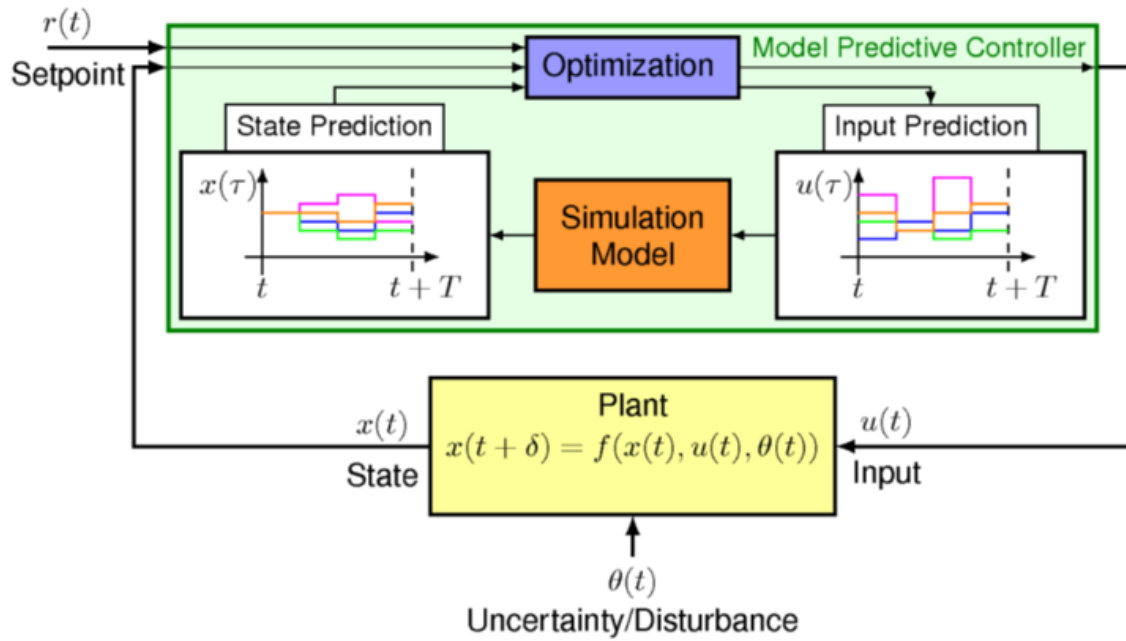 r(t)
Setpoint
Model Predictive Controller
Optimization
State Prediction
Input Prediction
x(τ)
t
t + T
Simulation
Model
u(τ)
t
t + T
Plant
x(t + δ) = f(x(t), u(t), θ(t))
x(t)
State
u(t)
Input
θ(t)
Uncertainty/Disturbance